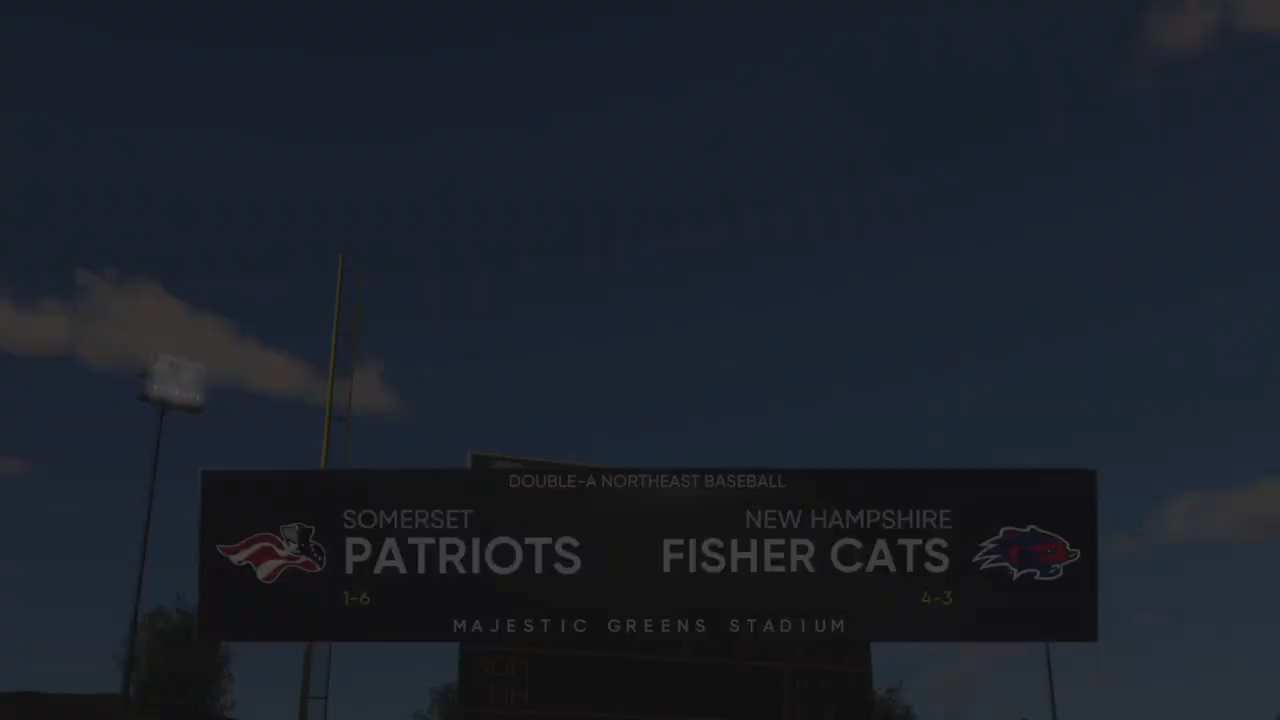 DOUBLE-A NORTHEAST BASEBALL
SOMERSET
PATRIOTS
1-6
NEW HAMPSHIRE
FISHER CATS
4-3
MAJESTIC GREENS STADIUM